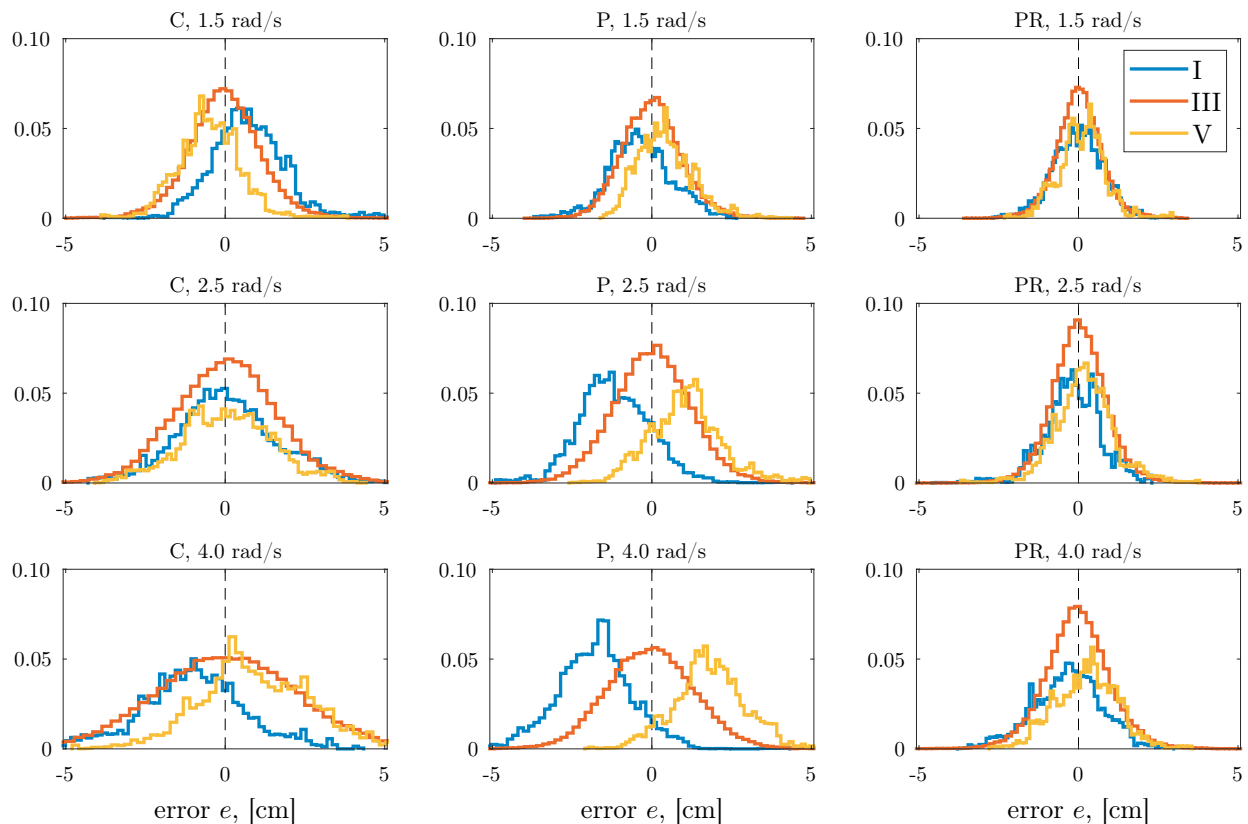 C, 1.5 rad/s
P, 1.5 rad/s
PR, 1.5 rad/s
0.10
0.05
0
-5 0 5
0.10
0.05
0
-5 0 5
0.10
0.05
0
-5 0 5
I
III
V
C, 2.5 rad/s
P, 2.5 rad/s
PR, 2.5 rad/s
0.10
0.05
0
-5 0 5
0.10
0.05
0
-5 0 5
0.10
0.05
0
-5 0 5
C, 4.0 rad/s
P, 4.0 rad/s
PR, 4.0 rad/s
0.10
0.05
0
-5 0 5
error e, [cm]
0.10
0.05
0
-5 0 5
error e, [cm]
0.10
0.05
0
-5 0 5
error e, [cm]